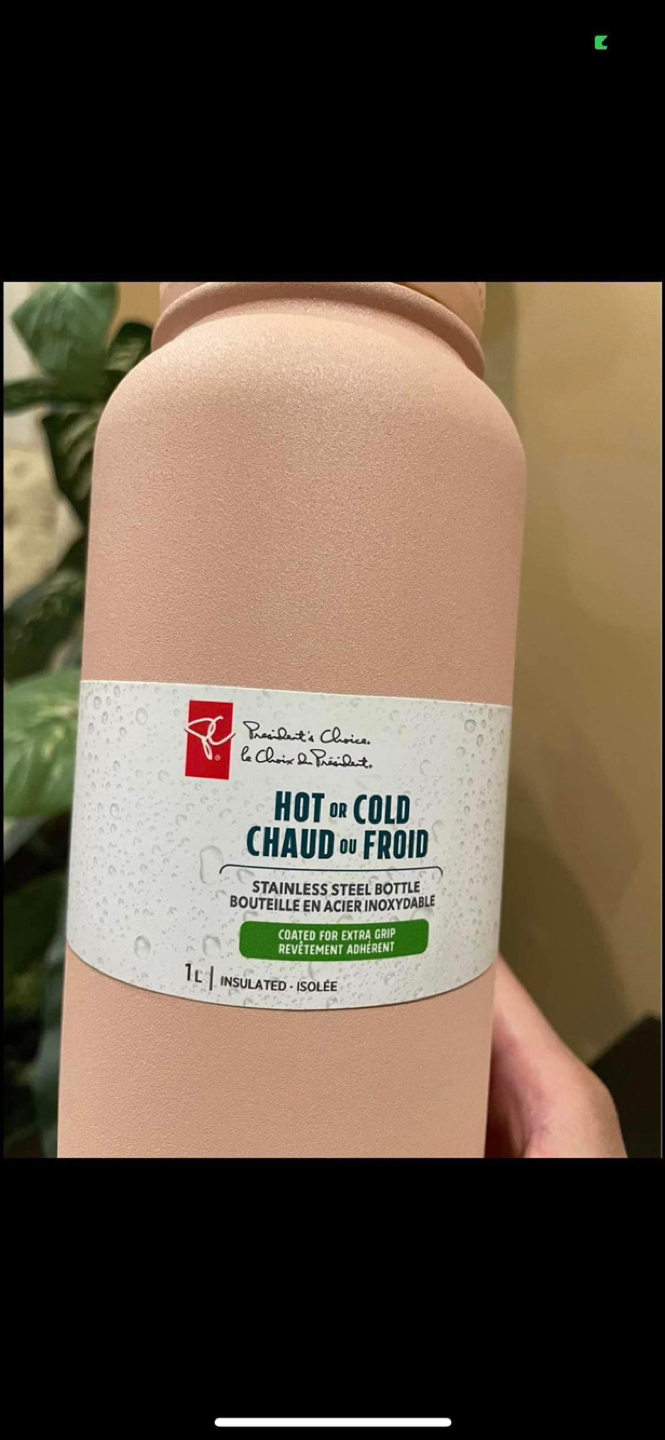 President's Choice®
le Choix du Président®
HOT OR COLD
CHAUD OU FROID
STAINLESS STEEL BOTTLE
BOUTEILLE EN ACIER INOXYDABLE
COATED FOR EXTRA GRIP
REVÊTEMENT ADHÉRENT
1L | INSULATED · ISOLÉE